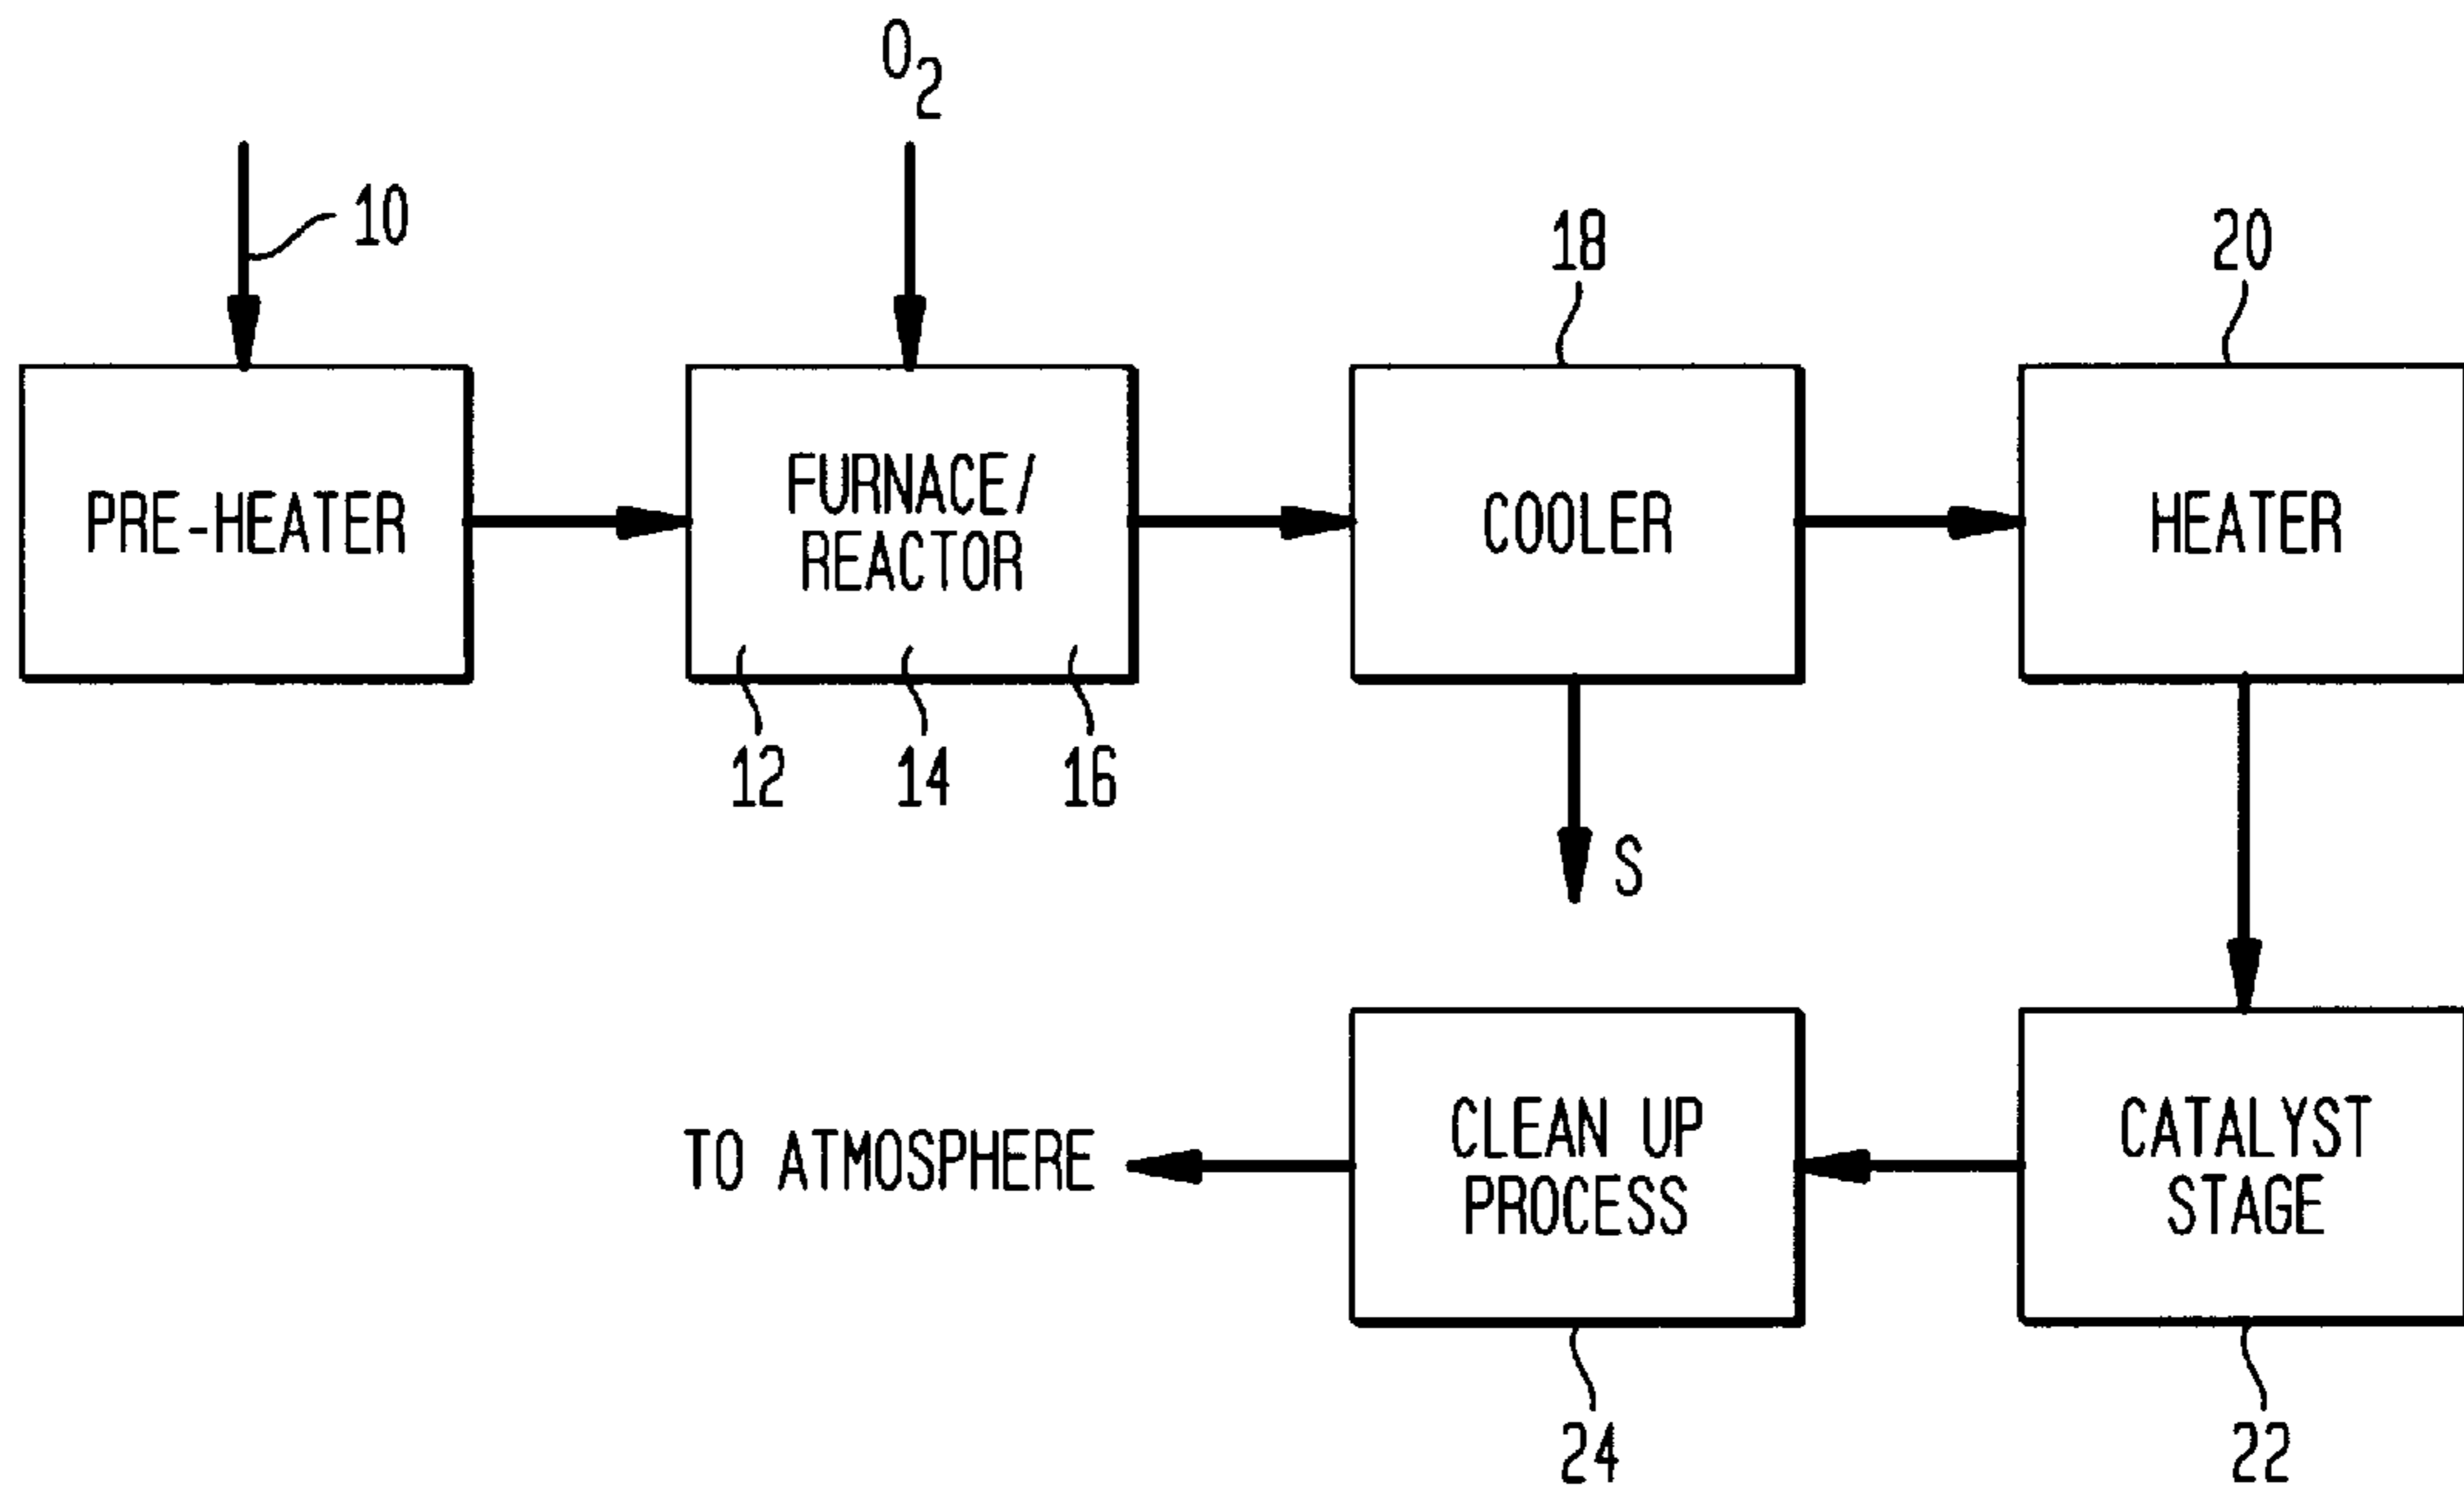 O2
10
18
20
PRE-HEATER
FURNACE/
REACTOR
COOLER
HEATER
12
14
16
S
TO ATMOSPHERE
CLEAN UP
PROCESS
CATALYST
STAGE
24
22